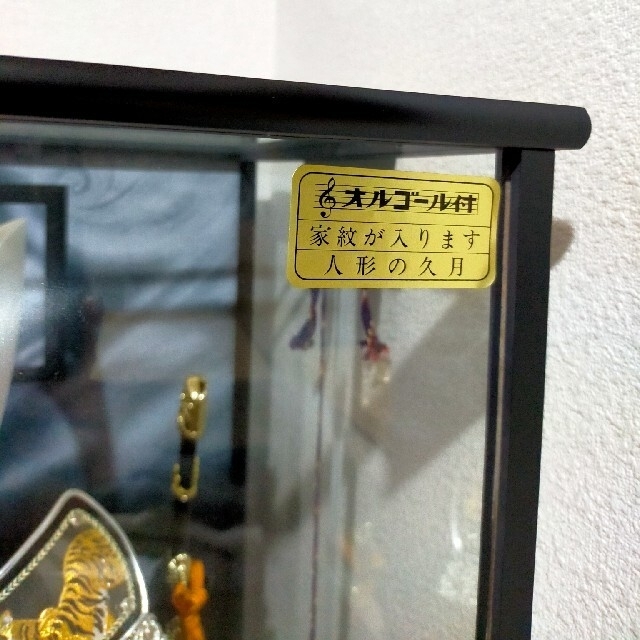 オルゴール付
家紋が入ります
人形の久月